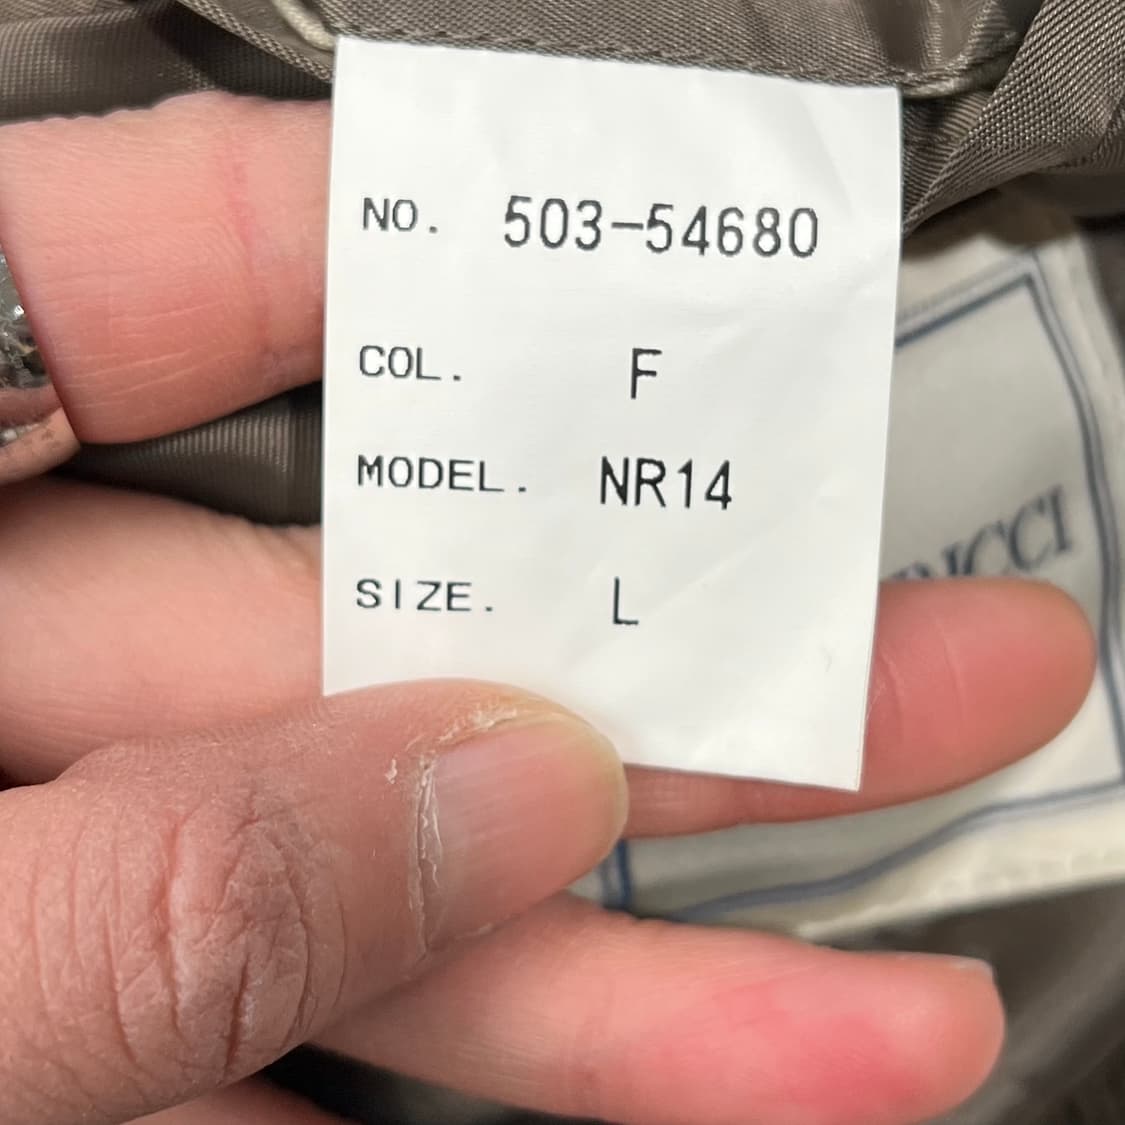 NO. 503-54680
COL. F
MODEL. NR14
SIZE. L